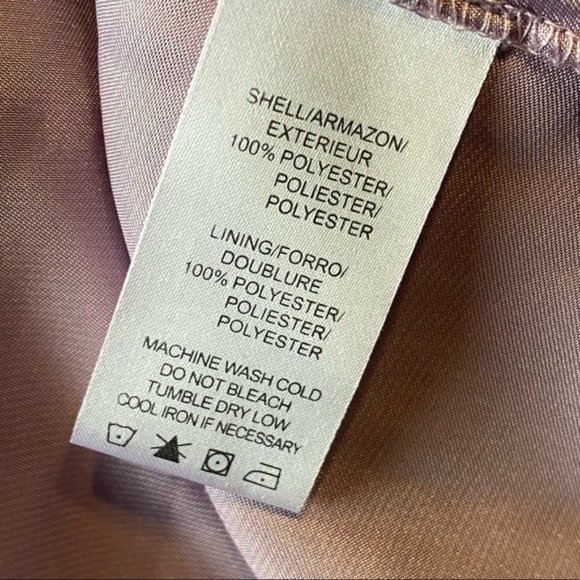 SHELL/ARMAZON/
EXTERIEUR
100% POLYESTER/
POLIESTER/
POLYESTER
LINING/FORRO/
DOUBLURE
100% POLYESTER/
POLIESTER/
POLYESTER
MACHINE WASH COLD
DO NOT BLEACH
TUMBLE DRY LOW
COOL IRON IF NECESSARY